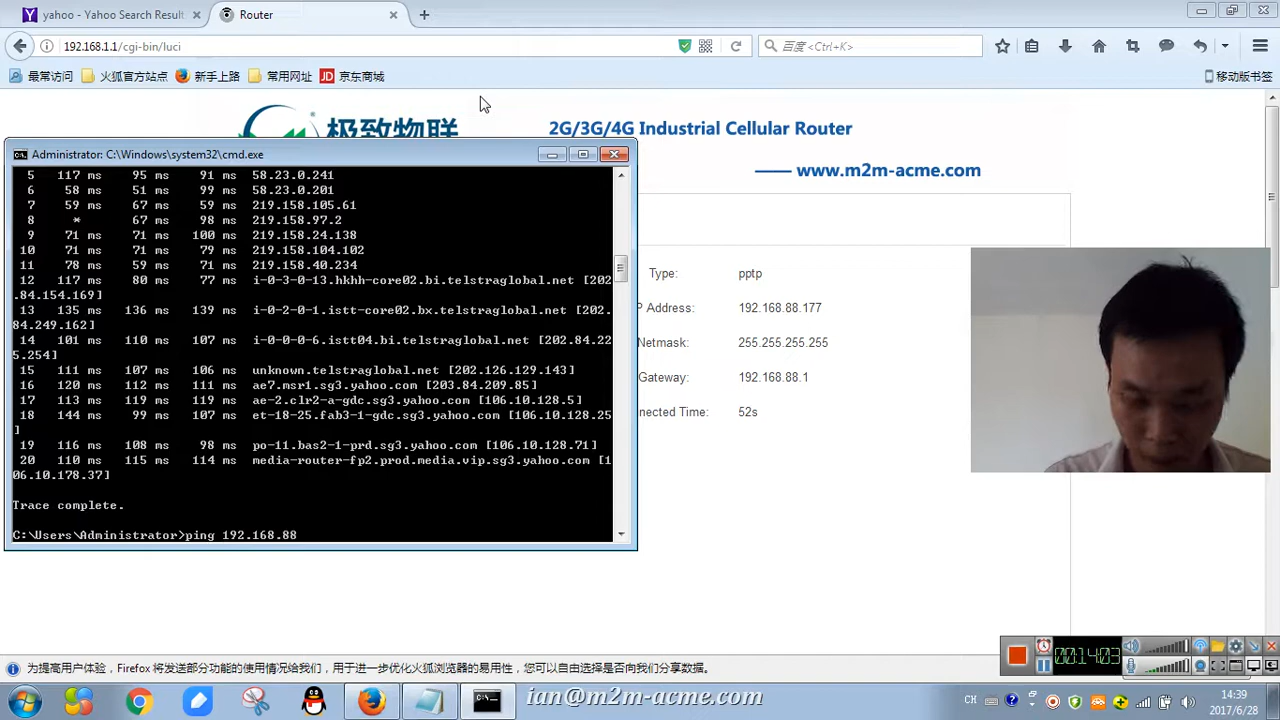 yahoo - Yahoo Search Result
Router
192.168.1.1/cgi-bin/luci
百度 <Ctrl+K>
最常访问
火狐官方站点
新手上路
常用网址
JD
京东商城
移动版书签
极致物联
2G/3G/4G Industrial Cellular Router
www.m2m-acme.com
Administrator: C:\Windows\system32\cmd.exe
5 117 ms 95 ms 91 ms 58.23.0.241
6 58 ms 51 ms 99 ms 58.23.0.201
7 59 ms 67 ms 59 ms 219.158.105.61
8 * 67 ms 98 ms 219.158.97.2
9 71 ms 71 ms 100 ms 219.158.24.138
10 71 ms 71 ms 79 ms 219.158.104.102
11 78 ms 59 ms 71 ms 219.158.40.234
12 117 ms 80 ms 77 ms i-0-3-0-13.hkhh-core02.bi.telstraglobal.net [202
.84.154.169]
13 135 ms 136 ms 139 ms i-0-2-0-1.istt-core02.bx.telstraglobal.net [202.
84.249.162]
14 101 ms 110 ms 107 ms i-0-0-0-6.istt04.bi.telstraglobal.net [202.84.22
5.254]
15 111 ms 107 ms 106 ms unknown.telstraglobal.net [202.126.129.143]
16 120 ms 112 ms 111 ms ae7.msr1.sg3.yahoo.com [203.84.209.85]
17 113 ms 119 ms 119 ms ae-2.clr2-a-gdc.sg3.yahoo.com [106.10.128.5]
18 144 ms 99 ms 107 ms et-18-25.fab3-1-gdc.sg3.yahoo.com [106.10.128.25
]
19 116 ms 108 ms 98 ms po-11.bas2-1-prd.sg3.yahoo.com [106.10.128.71]
20 110 ms 115 ms 114 ms media-router-fp2.prod.media.vip.sg3.yahoo.com [1
06.10.178.37]
Trace complete.
C:\Users\Administrator>ping 192.168.88
Type: pptp
P Address: 192.168.88.177
Netmask: 255.255.255.255
Gateway: 192.168.88.1
nected Time: 52s
00:14:03
为提高用户体验，Firefox 将发送部分功能的使用情况给我们，用于进一步优化火狐浏览器的易用性，您可以自由选择是否向我们分享数据。
ian@m2m-acme.com
CH
14:39
2017/6/28